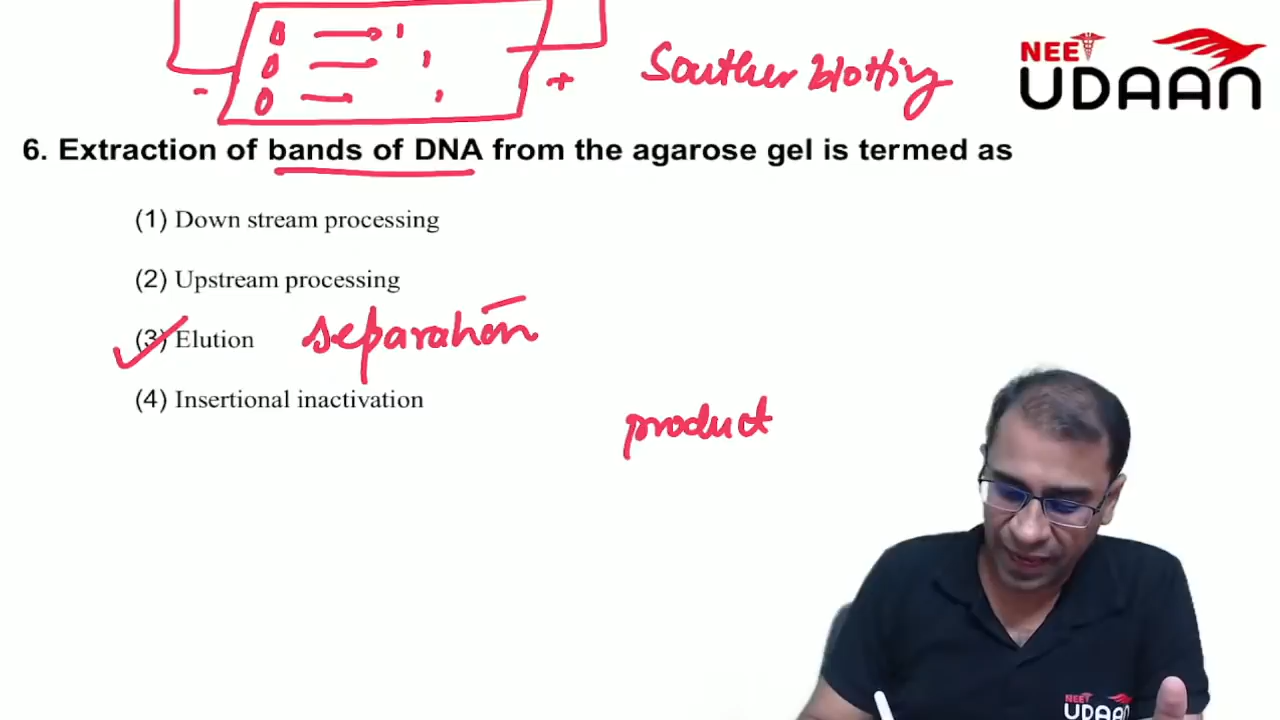 NEET
UDAAN
Souther blotting
- +
6. Extraction of bands of DNA from the agarose gel is termed as
(1) Down stream processing
(2) Upstream processing
(3) Elution separation
(4) Insertional inactivation
product
NEET
UDAAN